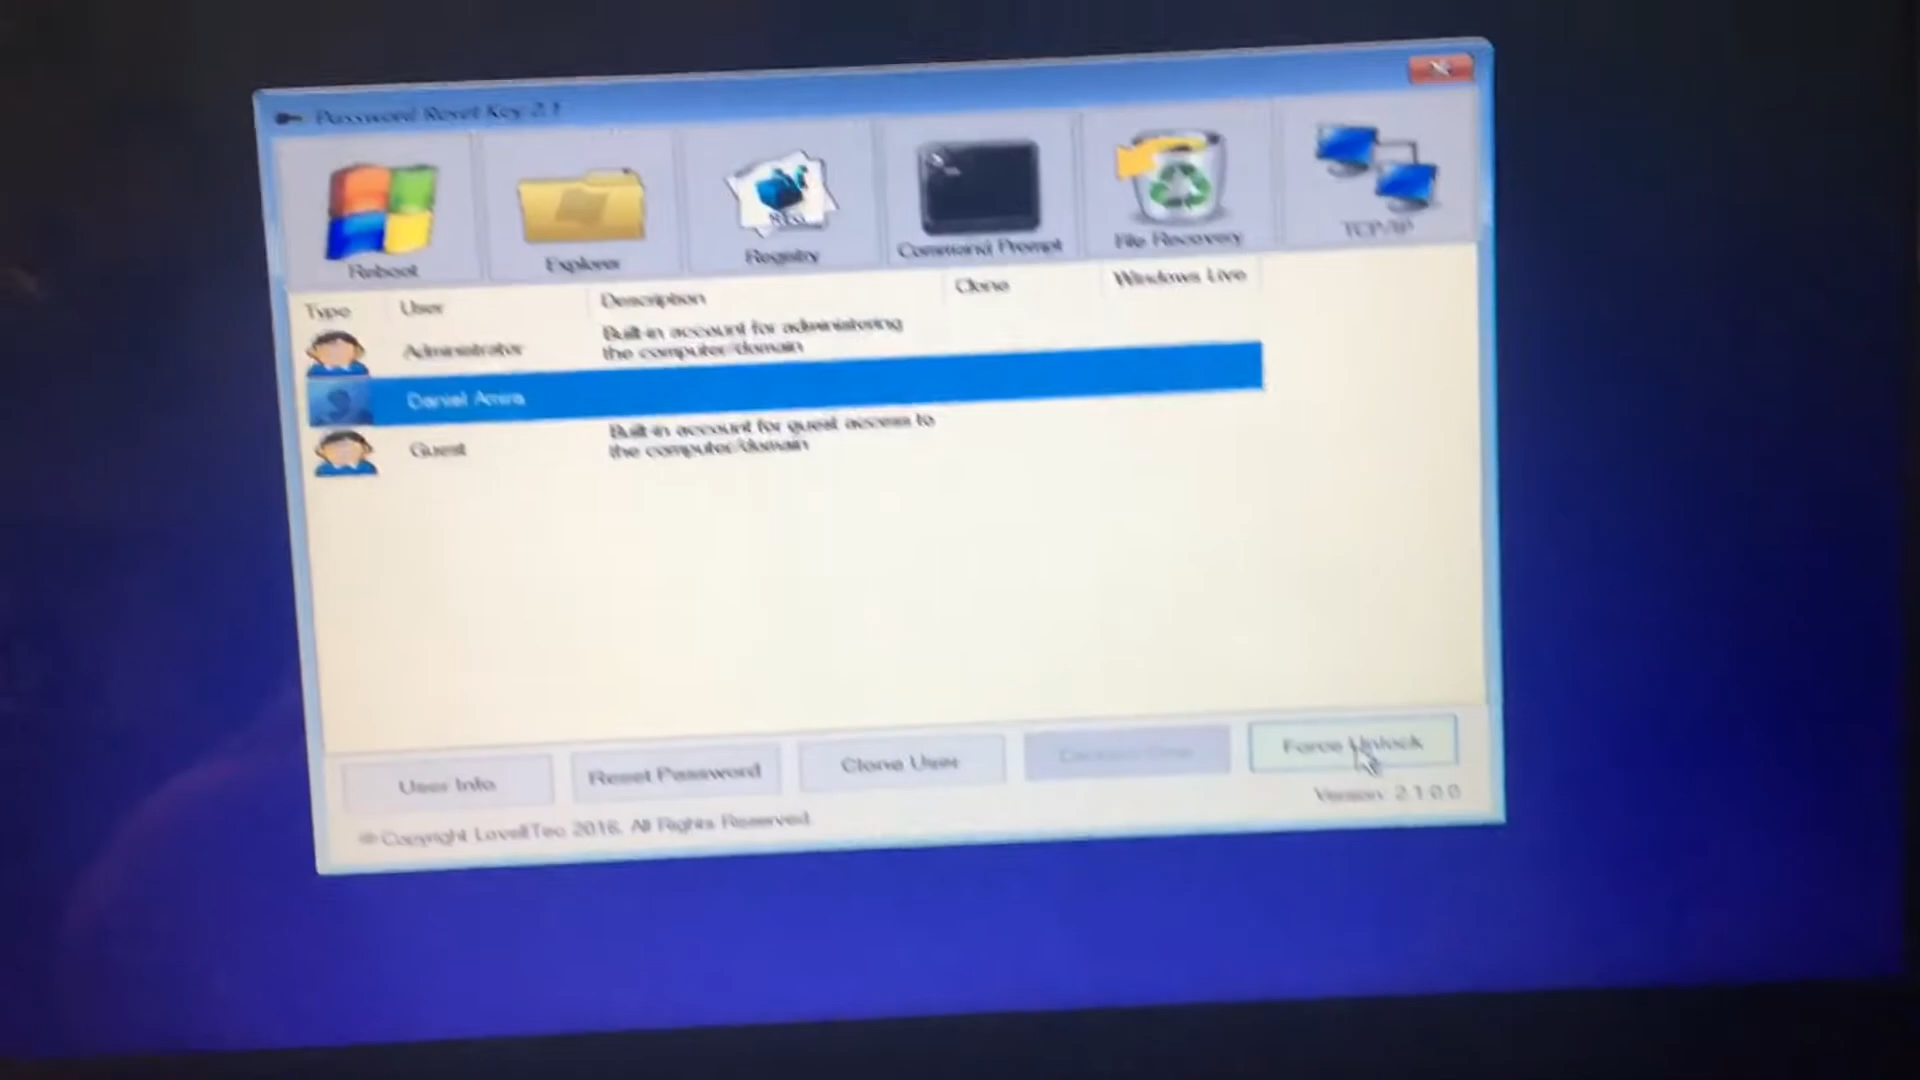 Password Reset Key 2.1
Reboot
Explorer
Registry
Command Prompt
File Recovery
TCP/IP
Type User Description Clone Windows Live
Administrator Built-in account for administering
the computer/domain
Daniel
Guest Built-in account for guest access to
the computer/domain
User Info
Reset Password
Clone User
Force Unlock
© Copyright LovellTec 2016. All Rights Reserved.
Version: 2.1.0.0